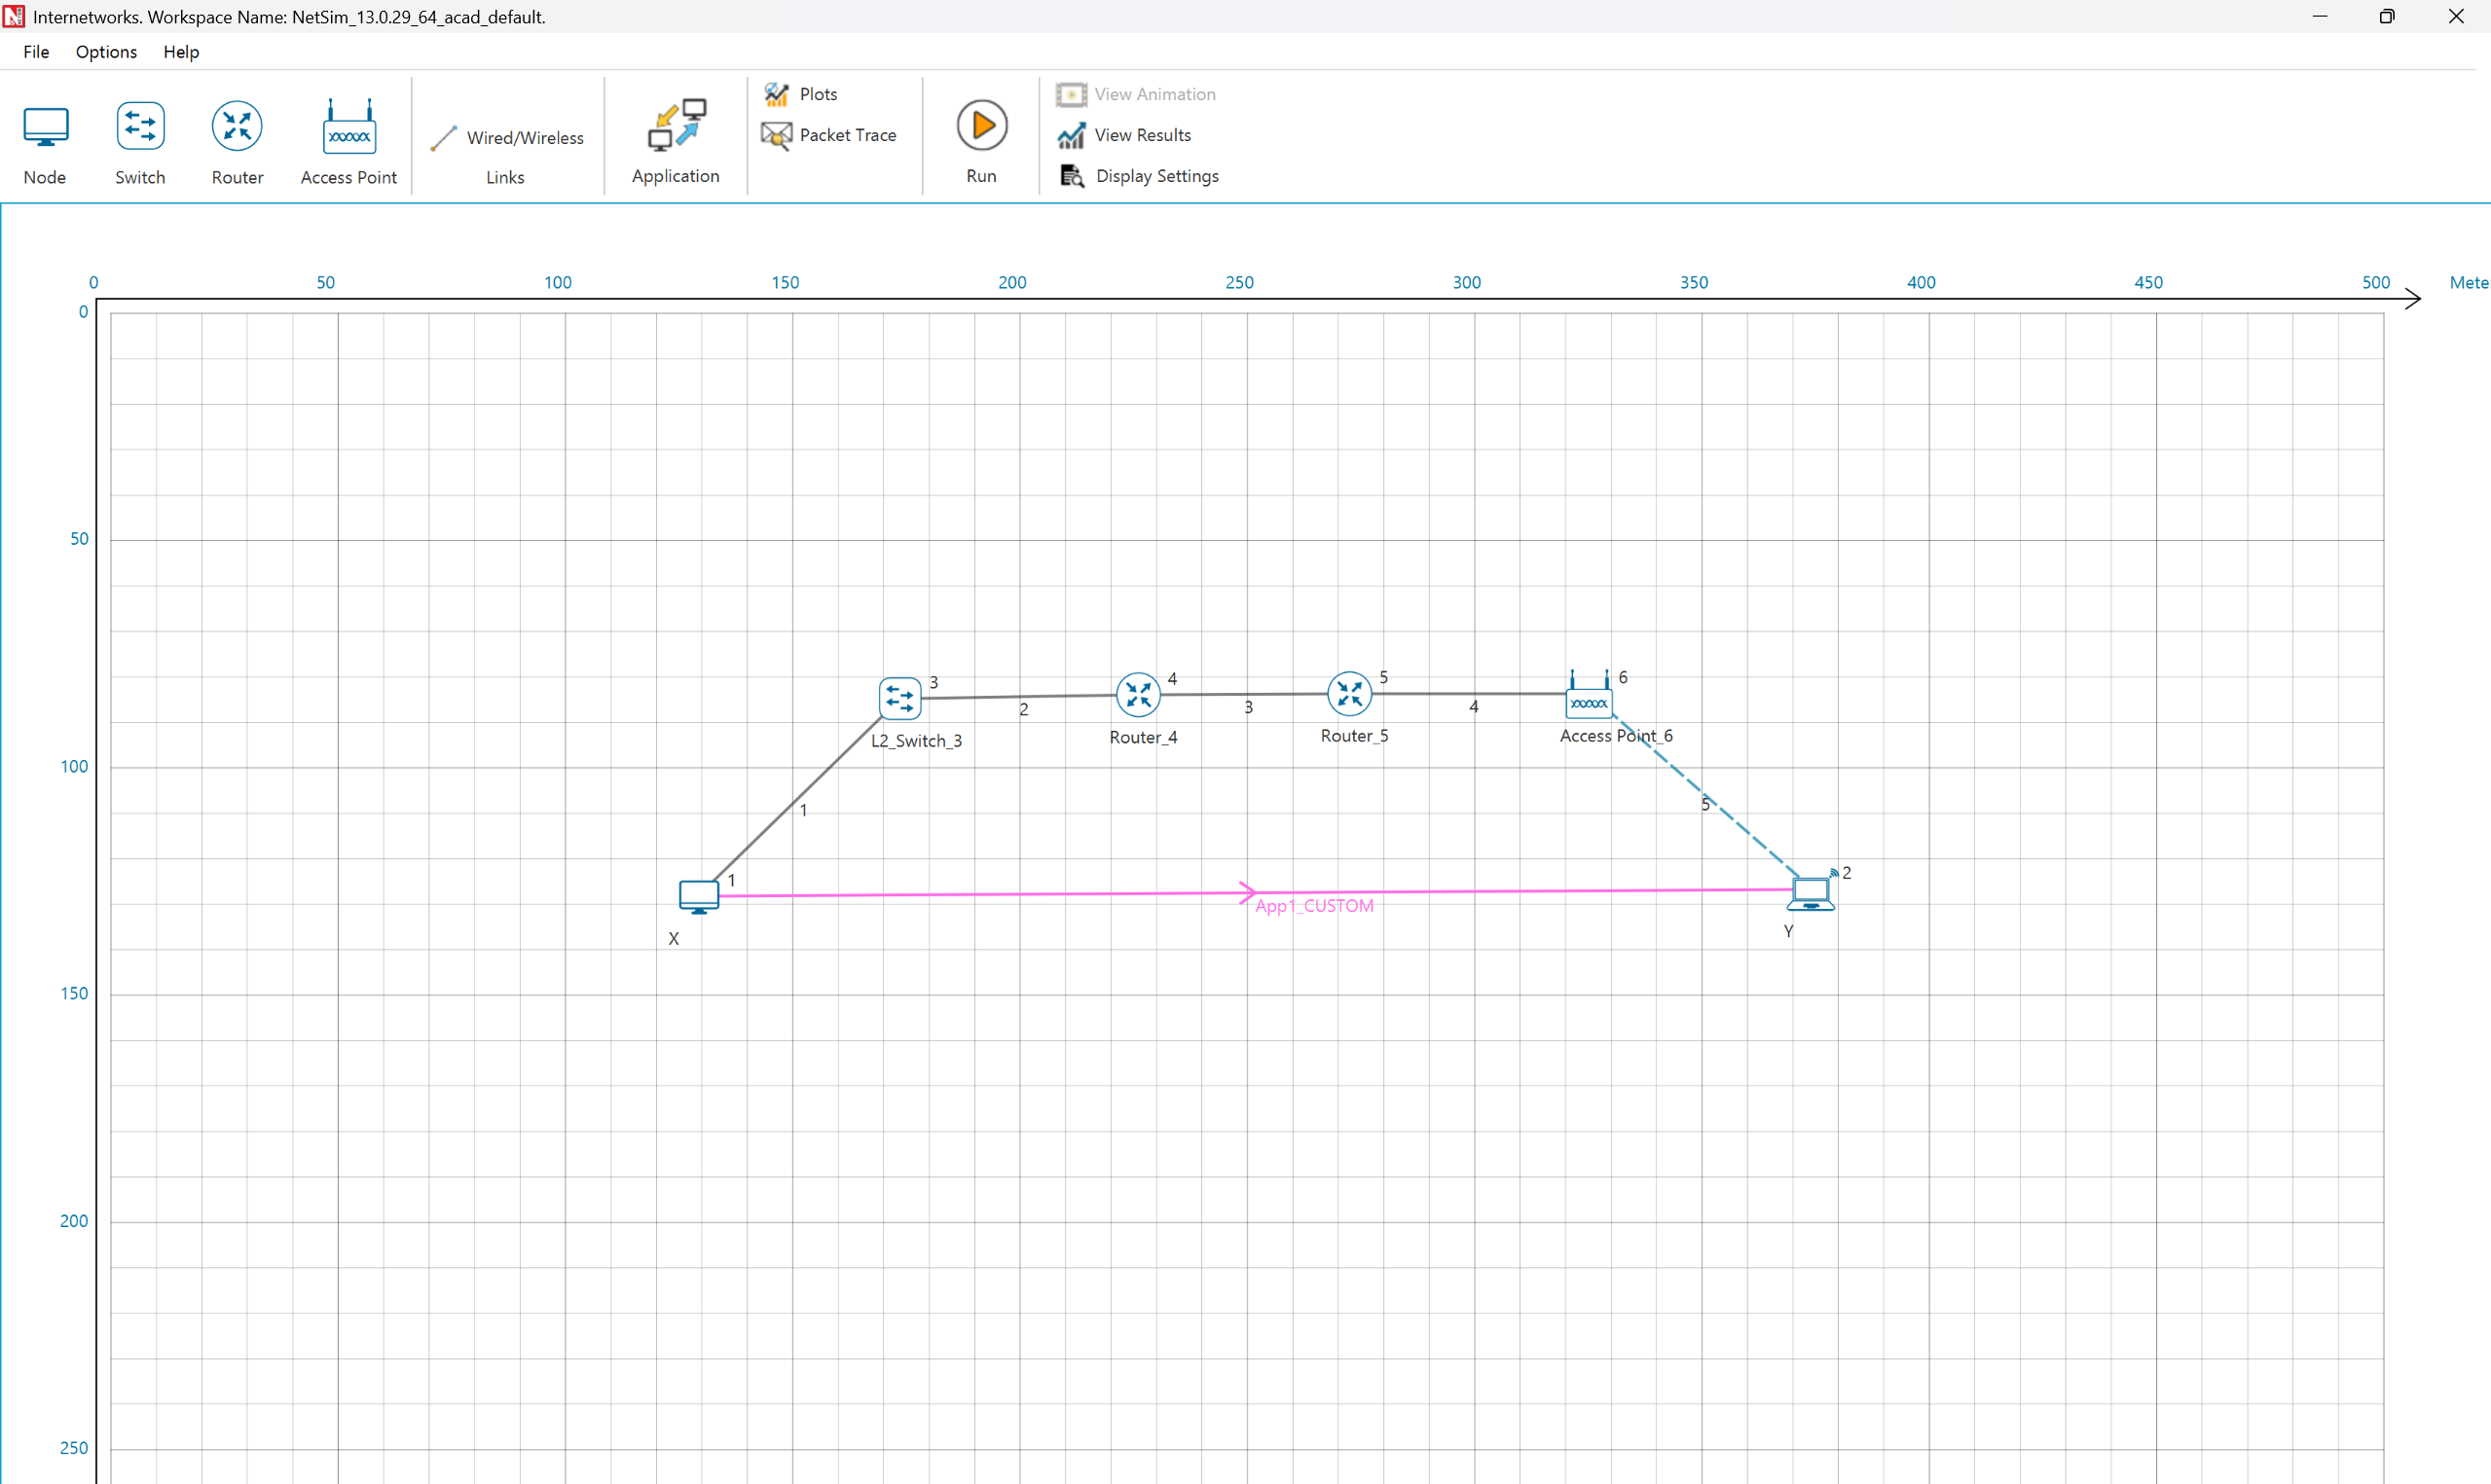 Internetworks. Workspace Name: NetSim_13.0.29_64_acad_default.
File Options Help
Plots
View Animation
Wired/Wireless
Packet Trace
View Results
Node Switch Router Access Point Links Application Run Display Settings
0 50 100 150 200 250 300 350 400 450 500 Mete
0
50
3 4 5 6
2 3 4
L2_Switch_3 Router_4 Router_5 Access Point_6
100
1 5
1 2
App1_CUSTOM
X Y
150
200
250